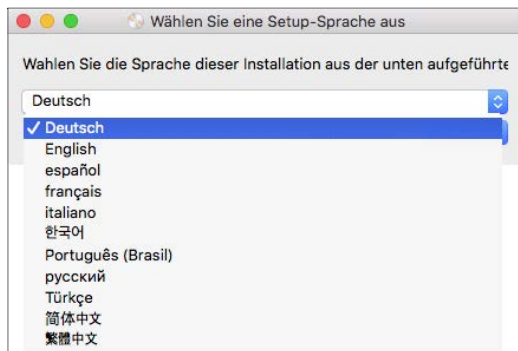 Wählen Sie eine Setup-Sprache aus
Wahlen Sie die Sprache dieser Installation aus der unten aufgeführte
Deutsch
✓ Deutsch
English
español
français
italiano
한국어
Português (Brasil)
русский
Türkçe
简体中文
繁體中文